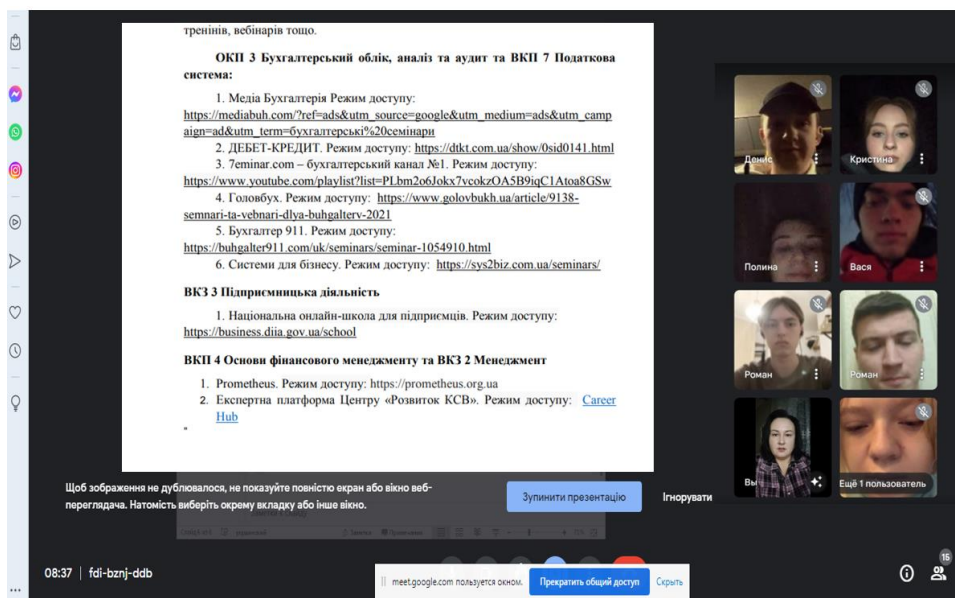 тренінів, вебінарів тощо.
ОКП 3 Бухгалтерський облік, аналіз та аудит та ВКП 7 Податкова
система:
1. Медіа Бухгалтерія Режим доступу:
https://mediabuh.com/?ref=ads&utm_source=google&utm_medium=ads&utm_camp
aign=ad&utm_term=бухгалтерські%20семінари
2. ДЕБЕТ-КРЕДИТ. Режим доступу: https://dtkt.com.ua/show/0sid0141.html
3. 7eminar.com – бухгалтерський канал №1. Режим доступу:
https://www.youtube.com/playlist?list=PLbm2o6Jokx7vcokzOA5B9iqC1Atoa8GSw
4. Головбух. Режим доступу: https://www.golovbukh.ua/article/9138-
semnari-ta-vebnari-dlya-buhgalterv-2021
5. Бухгалтер 911. Режим доступу:
https://buhgalter911.com/uk/seminars/seminar-1054910.html
6. Системи для бізнесу. Режим доступу: https://sys2biz.com.ua/seminars/
ВКЗ 3 Підприємницька діяльність
1. Національна онлайн-школа для підприємців. Режим доступу:
https://business.diia.gov.ua/school
ВКП 4 Основи фінансового менеджменту та ВКЗ 2 Менеджмент
1. Prometheus. Режим доступу: https://prometheus.org.ua
2. Експертна платформа Центру «Розвиток КСВ». Режим доступу: Career
Hub
"
Денис
Кристина
Полина
Вася
Роман
Роман
Вы
Ещё 1 пользователь
Щоб зображення не дублювалося, не показуйте повністю екран або вікно веб-
переглядача. Натомість виберіть окрему вкладку або інше вікно.
Зупинити презентацію
Ігнорувати
08:37 | fdi-bznj-ddb
meet.google.com пользуется окном.
Прекратить общий доступ
Скрыть
15